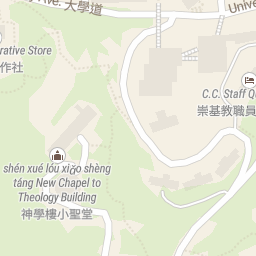 Ave. 大學道
Unive
rative Store
作社
C.C. Staff Q
崇基教職員
shén xué lóu xiǎo shèng
táng New Chapel to
Theology Building
神學樓小聖堂